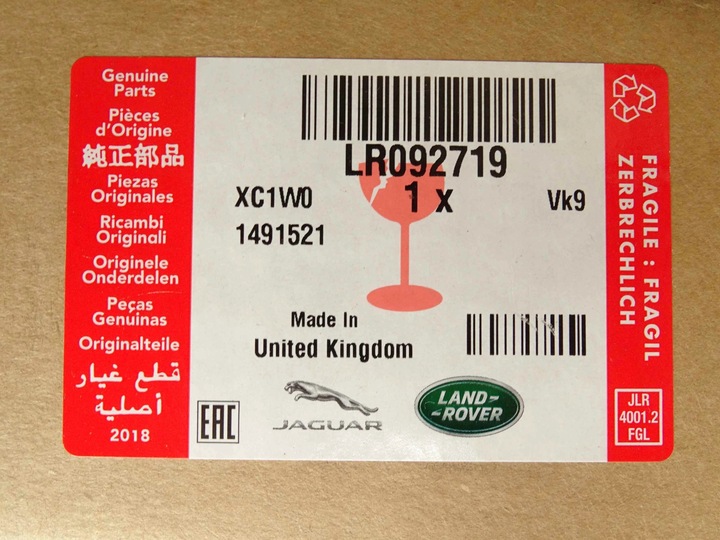 Genuine
Parts
Pièces
d'Origine
純正部品
Piezas
Originales
Ricambi
Originali
Originele
Onderdelen
Peças
Genuínas
Originalteile
قطع غيار
أصلية
2018
LR092719
XC1W0
1 x
Vk9
1491521
Made In
United Kingdom
EAC
JAGUAR
LAND-
-ROVER
FRAGILE : FRAGIL
ZERBRECHLICH
JLR
4001.2
FGL